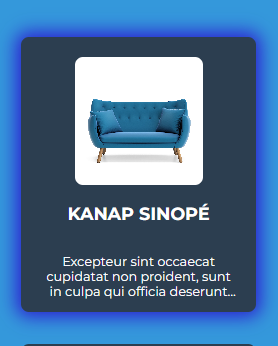 KANAP SINOPÉ
Excepteur sint occaecat
cupidatat non proident, sunt
in culpa qui officia deserunt...